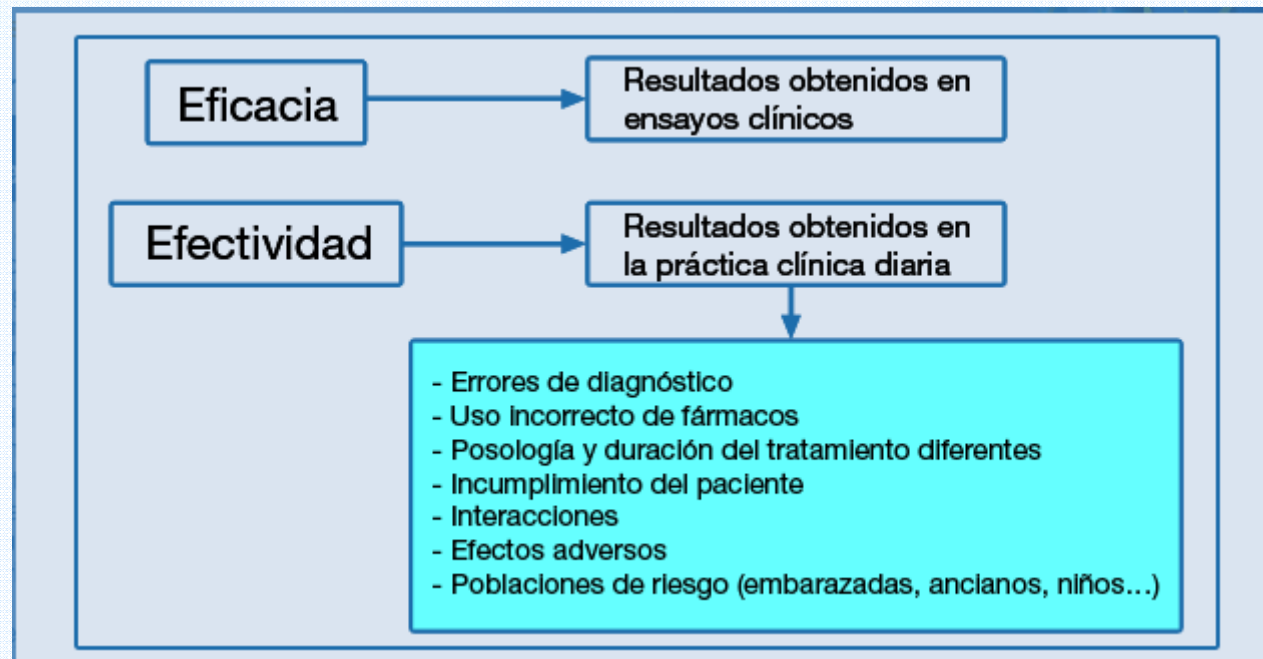 Eficacia
Resultados obtenidos en
ensayos clínicos
Efectividad
Resultados obtenidos en
la práctica clínica diaria
- Errores de diagnóstico
- Uso incorrecto de fármacos
- Posología y duración del tratamiento diferentes
- Incumplimiento del paciente
- Interacciones
- Efectos adversos
- Poblaciones de riesgo (embarazadas, ancianos, niños...)